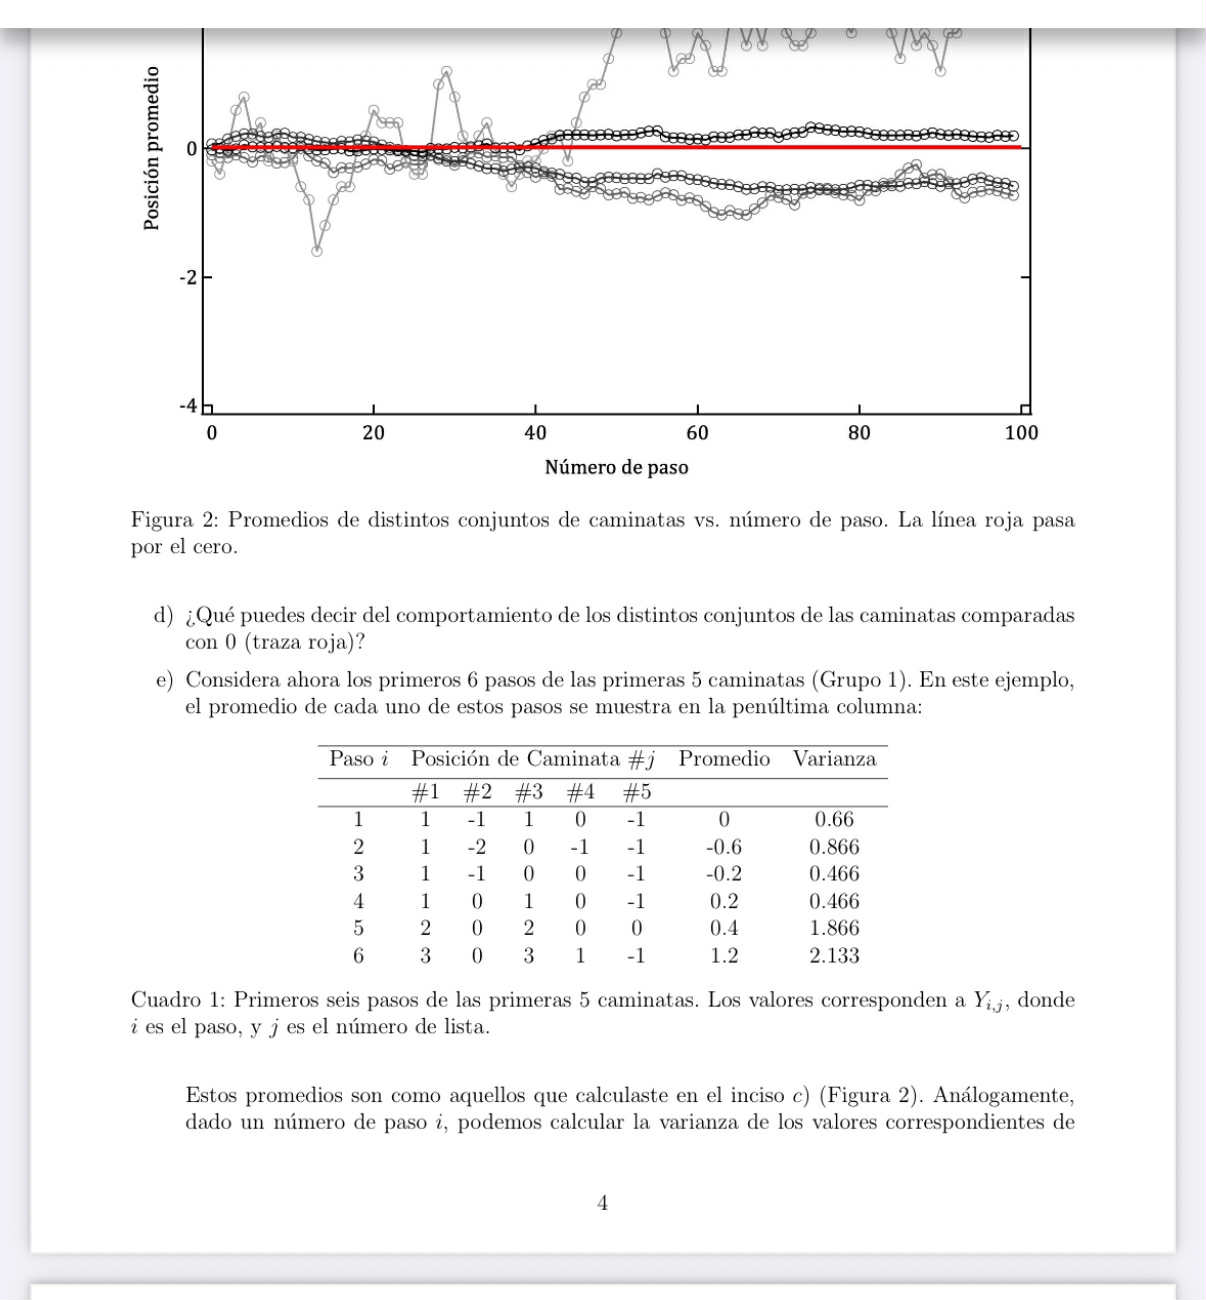 Posición promedio
0
-2
-4
0 20 40 60 80 100
Número de paso
Figura 2: Promedios de distintos conjuntos de caminatas vs. número de paso. La línea roja pasa
por el cero.
d) ¿Qué puedes decir del comportamiento de los distintos conjuntos de las caminatas comparadas
con 0 (traza roja)?
e) Considera ahora los primeros 6 pasos de las primeras 5 caminatas (Grupo 1). En este ejemplo,
el promedio de cada uno de estos pasos se muestra en la penúltima columna:
Paso i Posición de Caminata #j Promedio Varianza
#1 #2 #3 #4 #5
1 1 -1 1 0 -1 0 0.66
2 1 -2 0 -1 -1 -0.6 0.866
3 1 -1 0 0 -1 -0.2 0.466
4 1 0 1 0 -1 0.2 0.466
5 2 0 2 0 0 0.4 1.866
6 3 0 3 1 -1 1.2 2.133
Cuadro 1: Primeros seis pasos de las primeras 5 caminatas. Los valores corresponden a Y_{i,j}, donde
i es el paso, y j es el número de lista.
Estos promedios son como aquellos que calculaste en el inciso c) (Figura 2). Análogamente,
dado un número de paso i, podemos calcular la varianza de los valores correspondientes de
4